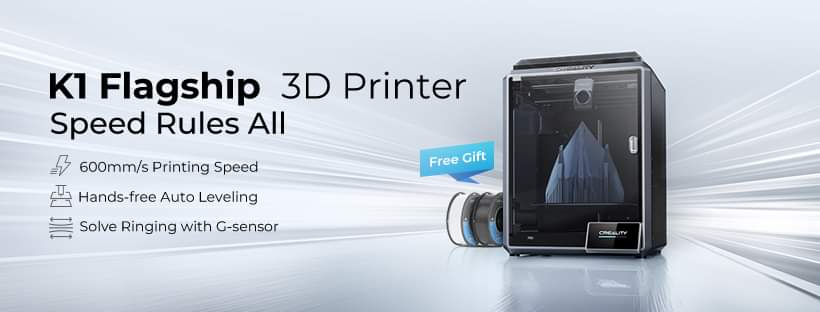 K1 Flagship 3D Printer
Speed Rules All
600mm/s Printing Speed
Hands-free Auto Leveling
Solve Ringing with G-sensor
Free Gift
CREALITY
CREALITY